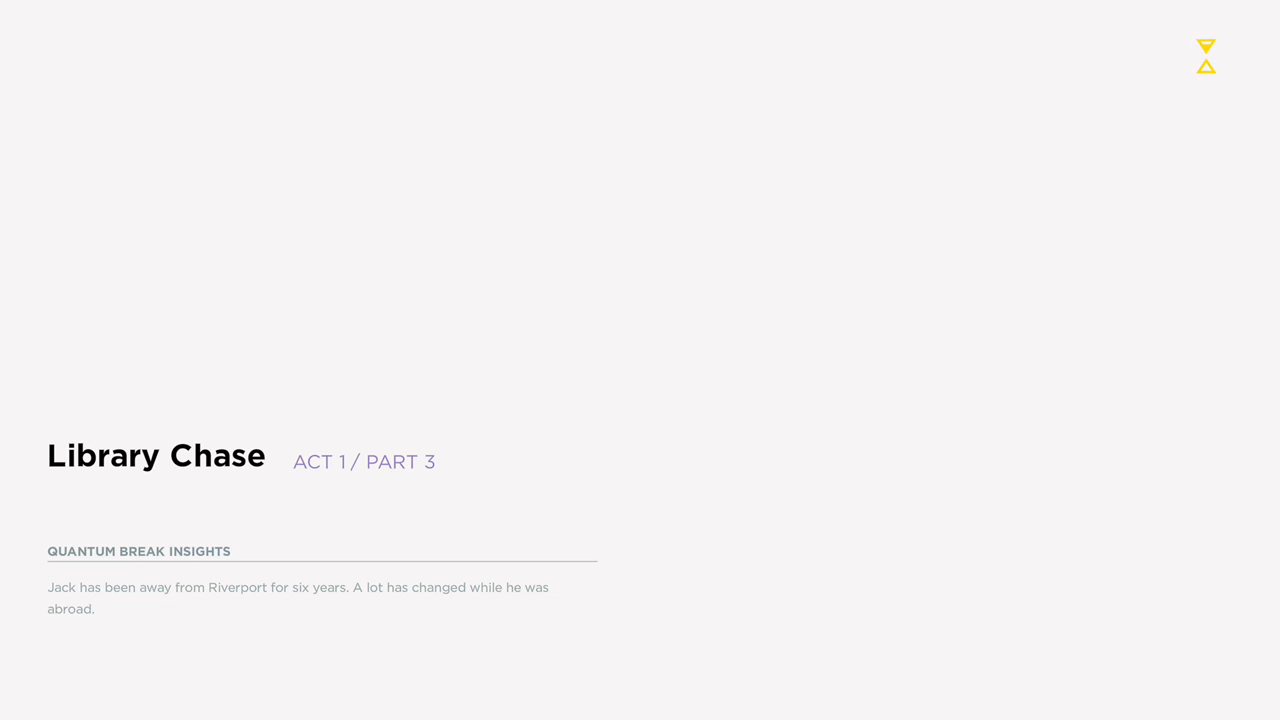 Library Chase ACT 1 / PART 3
QUANTUM BREAK INSIGHTS
Jack has been away from Riverport for six years. A lot has changed while he was
abroad.